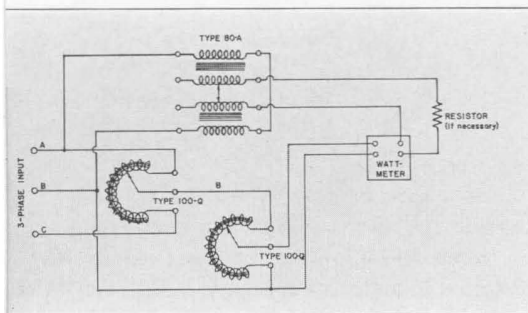 TYPE 80-A
RESISTOR
(if necessary)
WATT-
METER
3-PHASE INPUT
A
B
C
TYPE 100-Q
B
TYPE 100Q